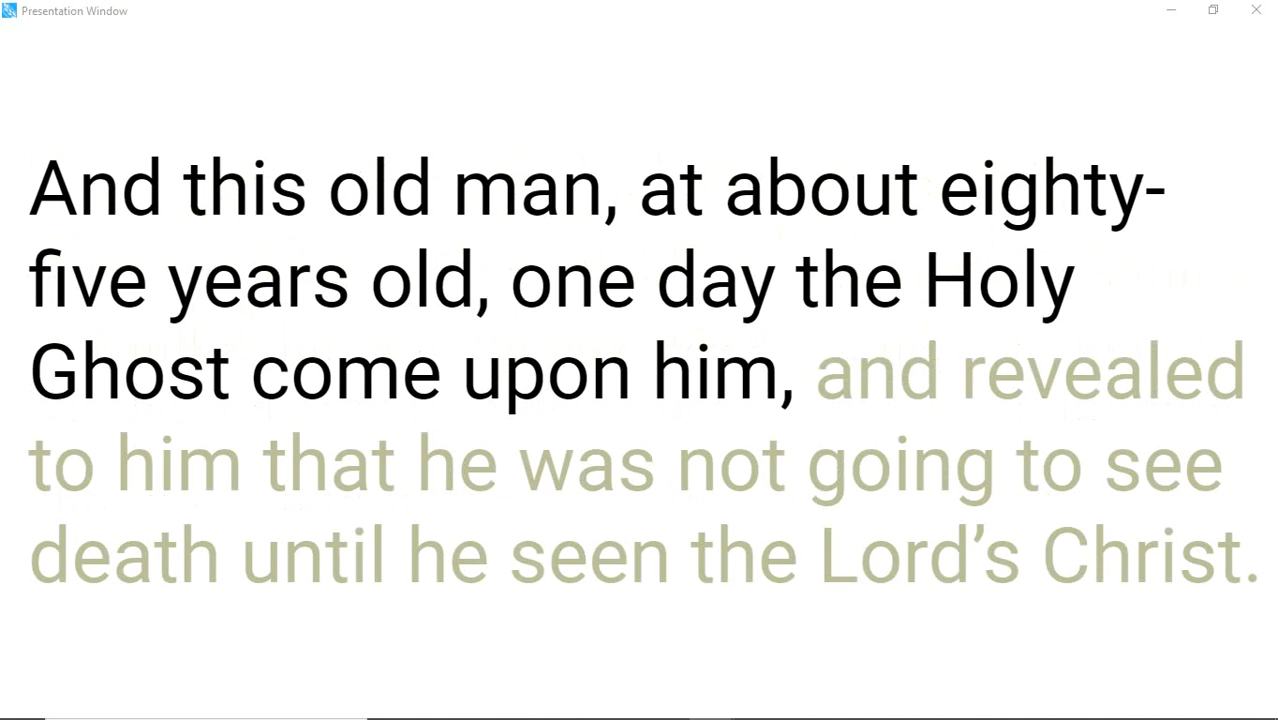 Presentation Window
And this old man, at about eighty-
five years old, one day the Holy
Ghost come upon him, and revealed
to him that he was not going to see
death until he seen the Lord’s Christ.